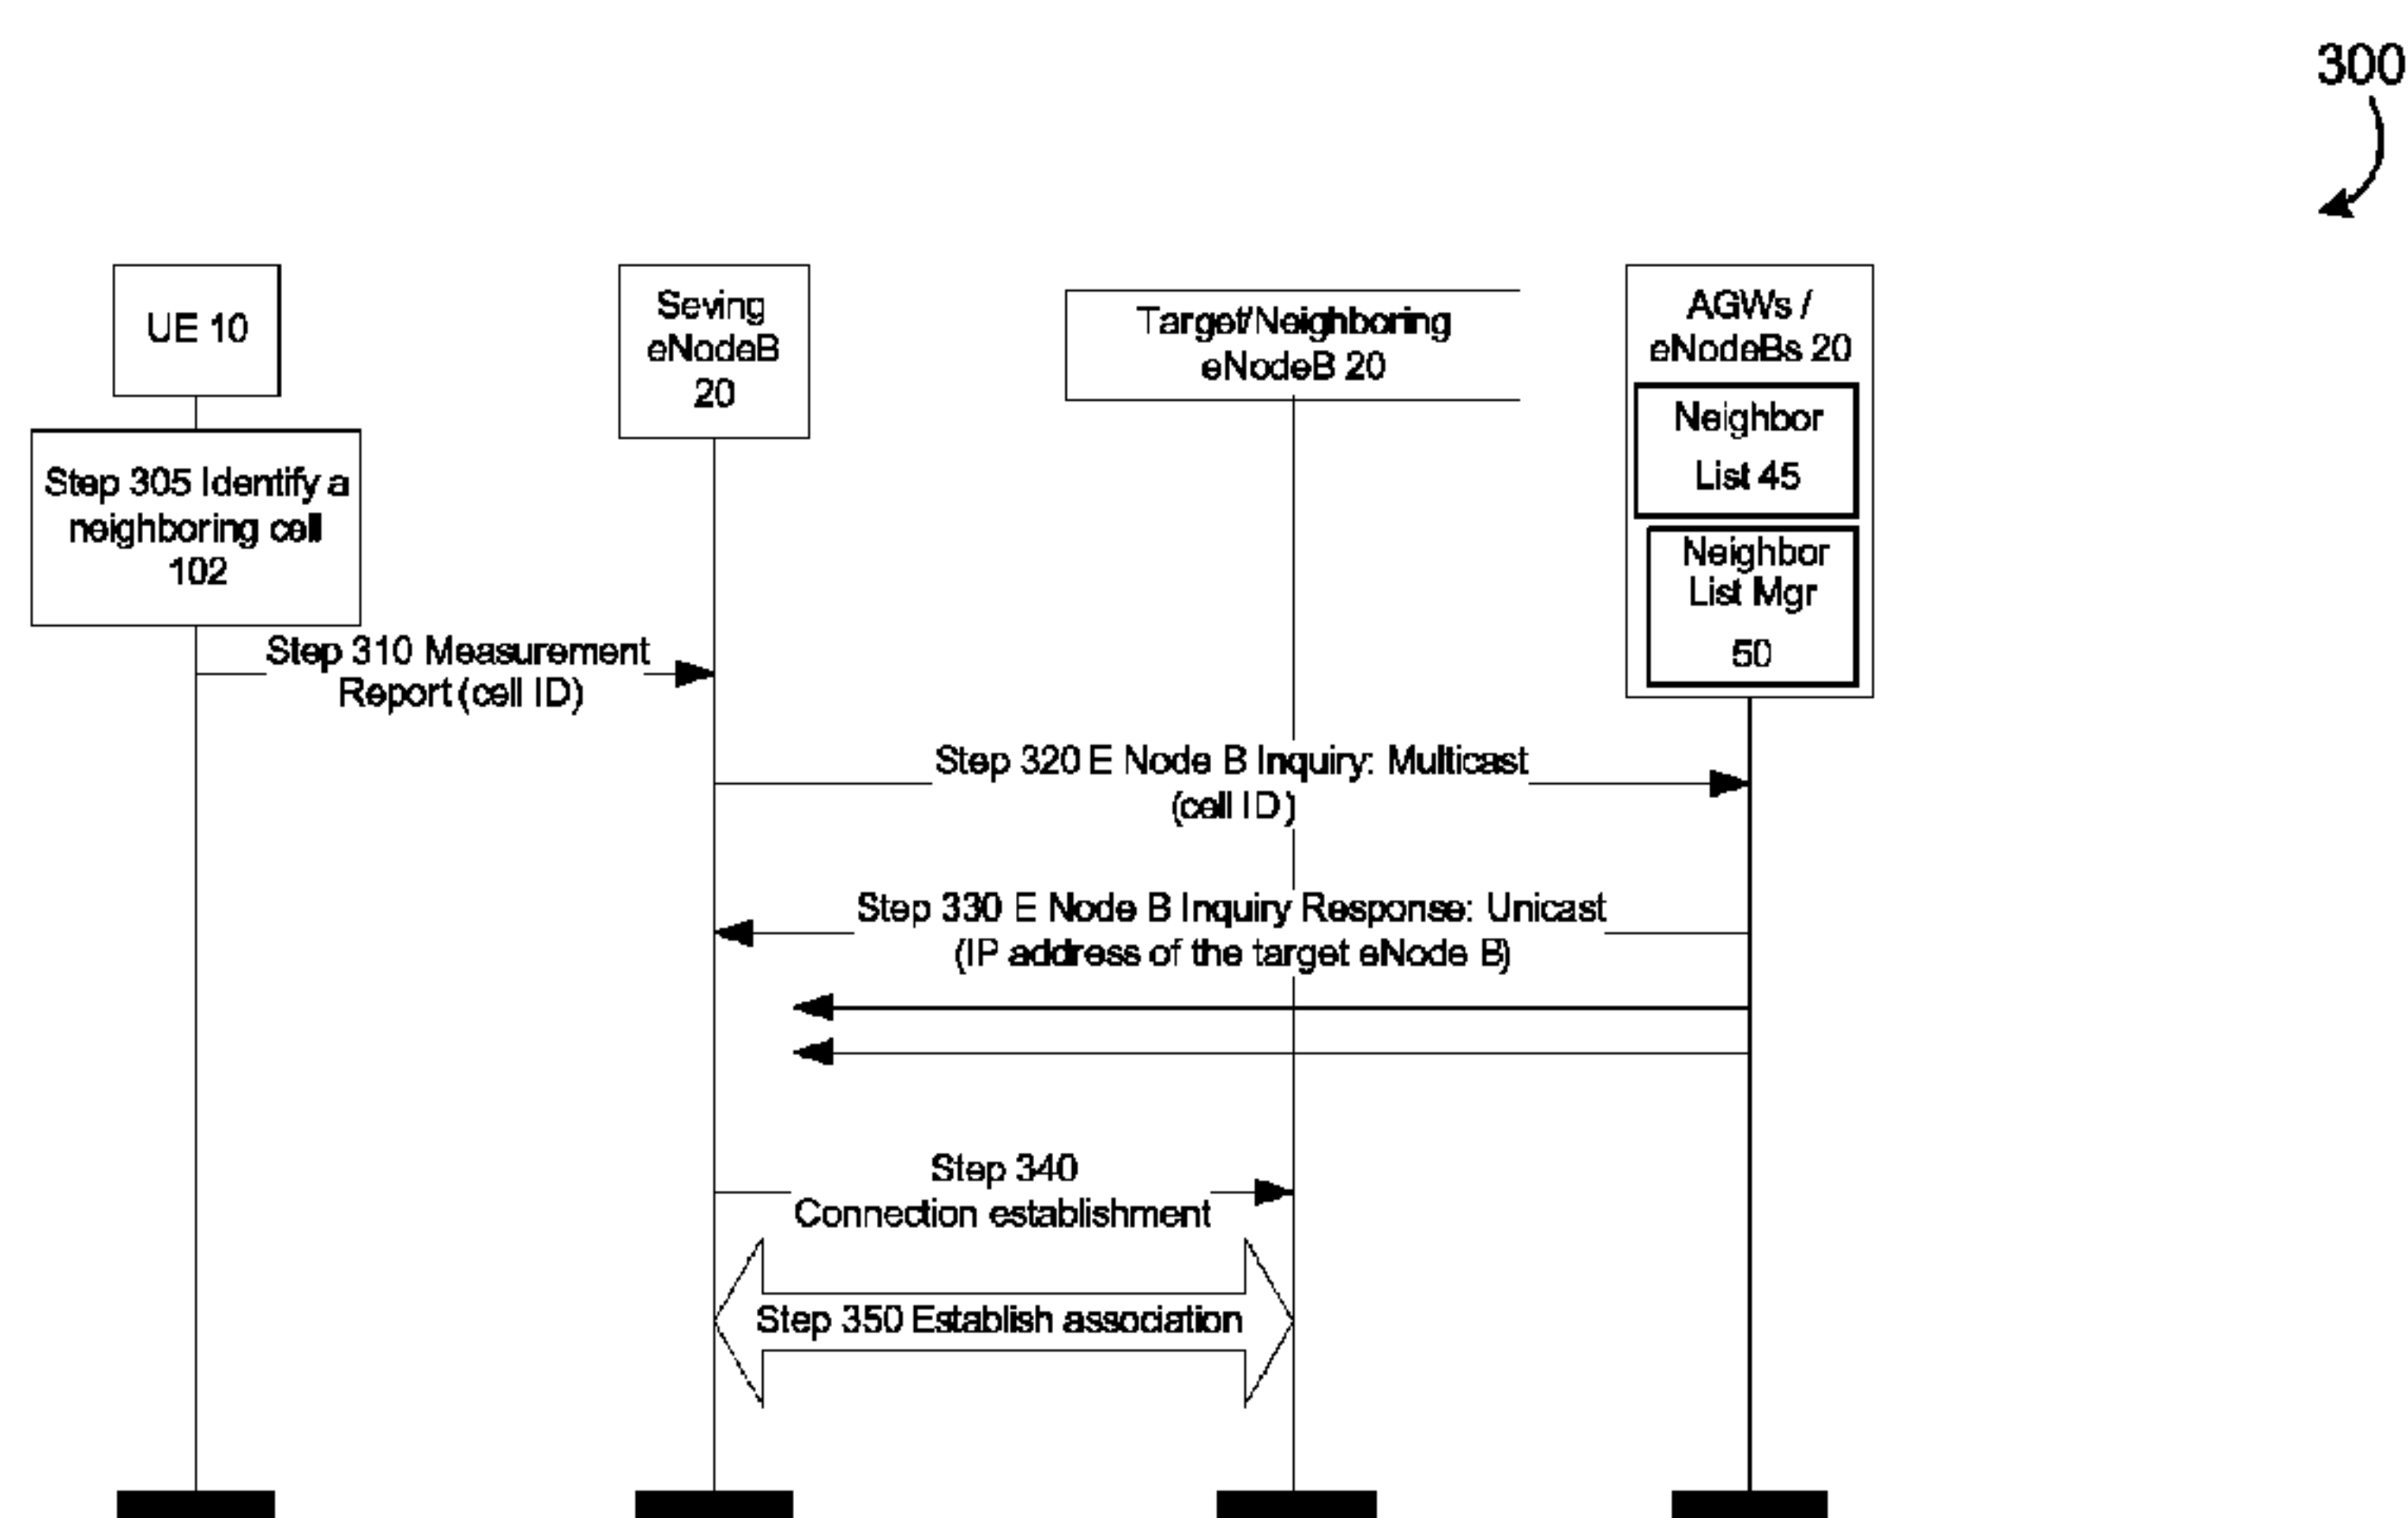 300
UE 10
Seving
eNodeB
20
Target/Neighboring
eNodeB 20
AGWs /
eNodeBs 20
Neighbor
List 45
Neighbor
List Mgr
50
Step 305 Identify a
neighboring cell
102
Step 310 Measurement
Report (cell ID)
Step 320 E Node B Inquiry: Multicast
(cell ID)
Step 330 E Node B Inquiry Response: Unicast
(IP address of the target eNode B)
Step 340
Connection establishment
Step 350 Establish association